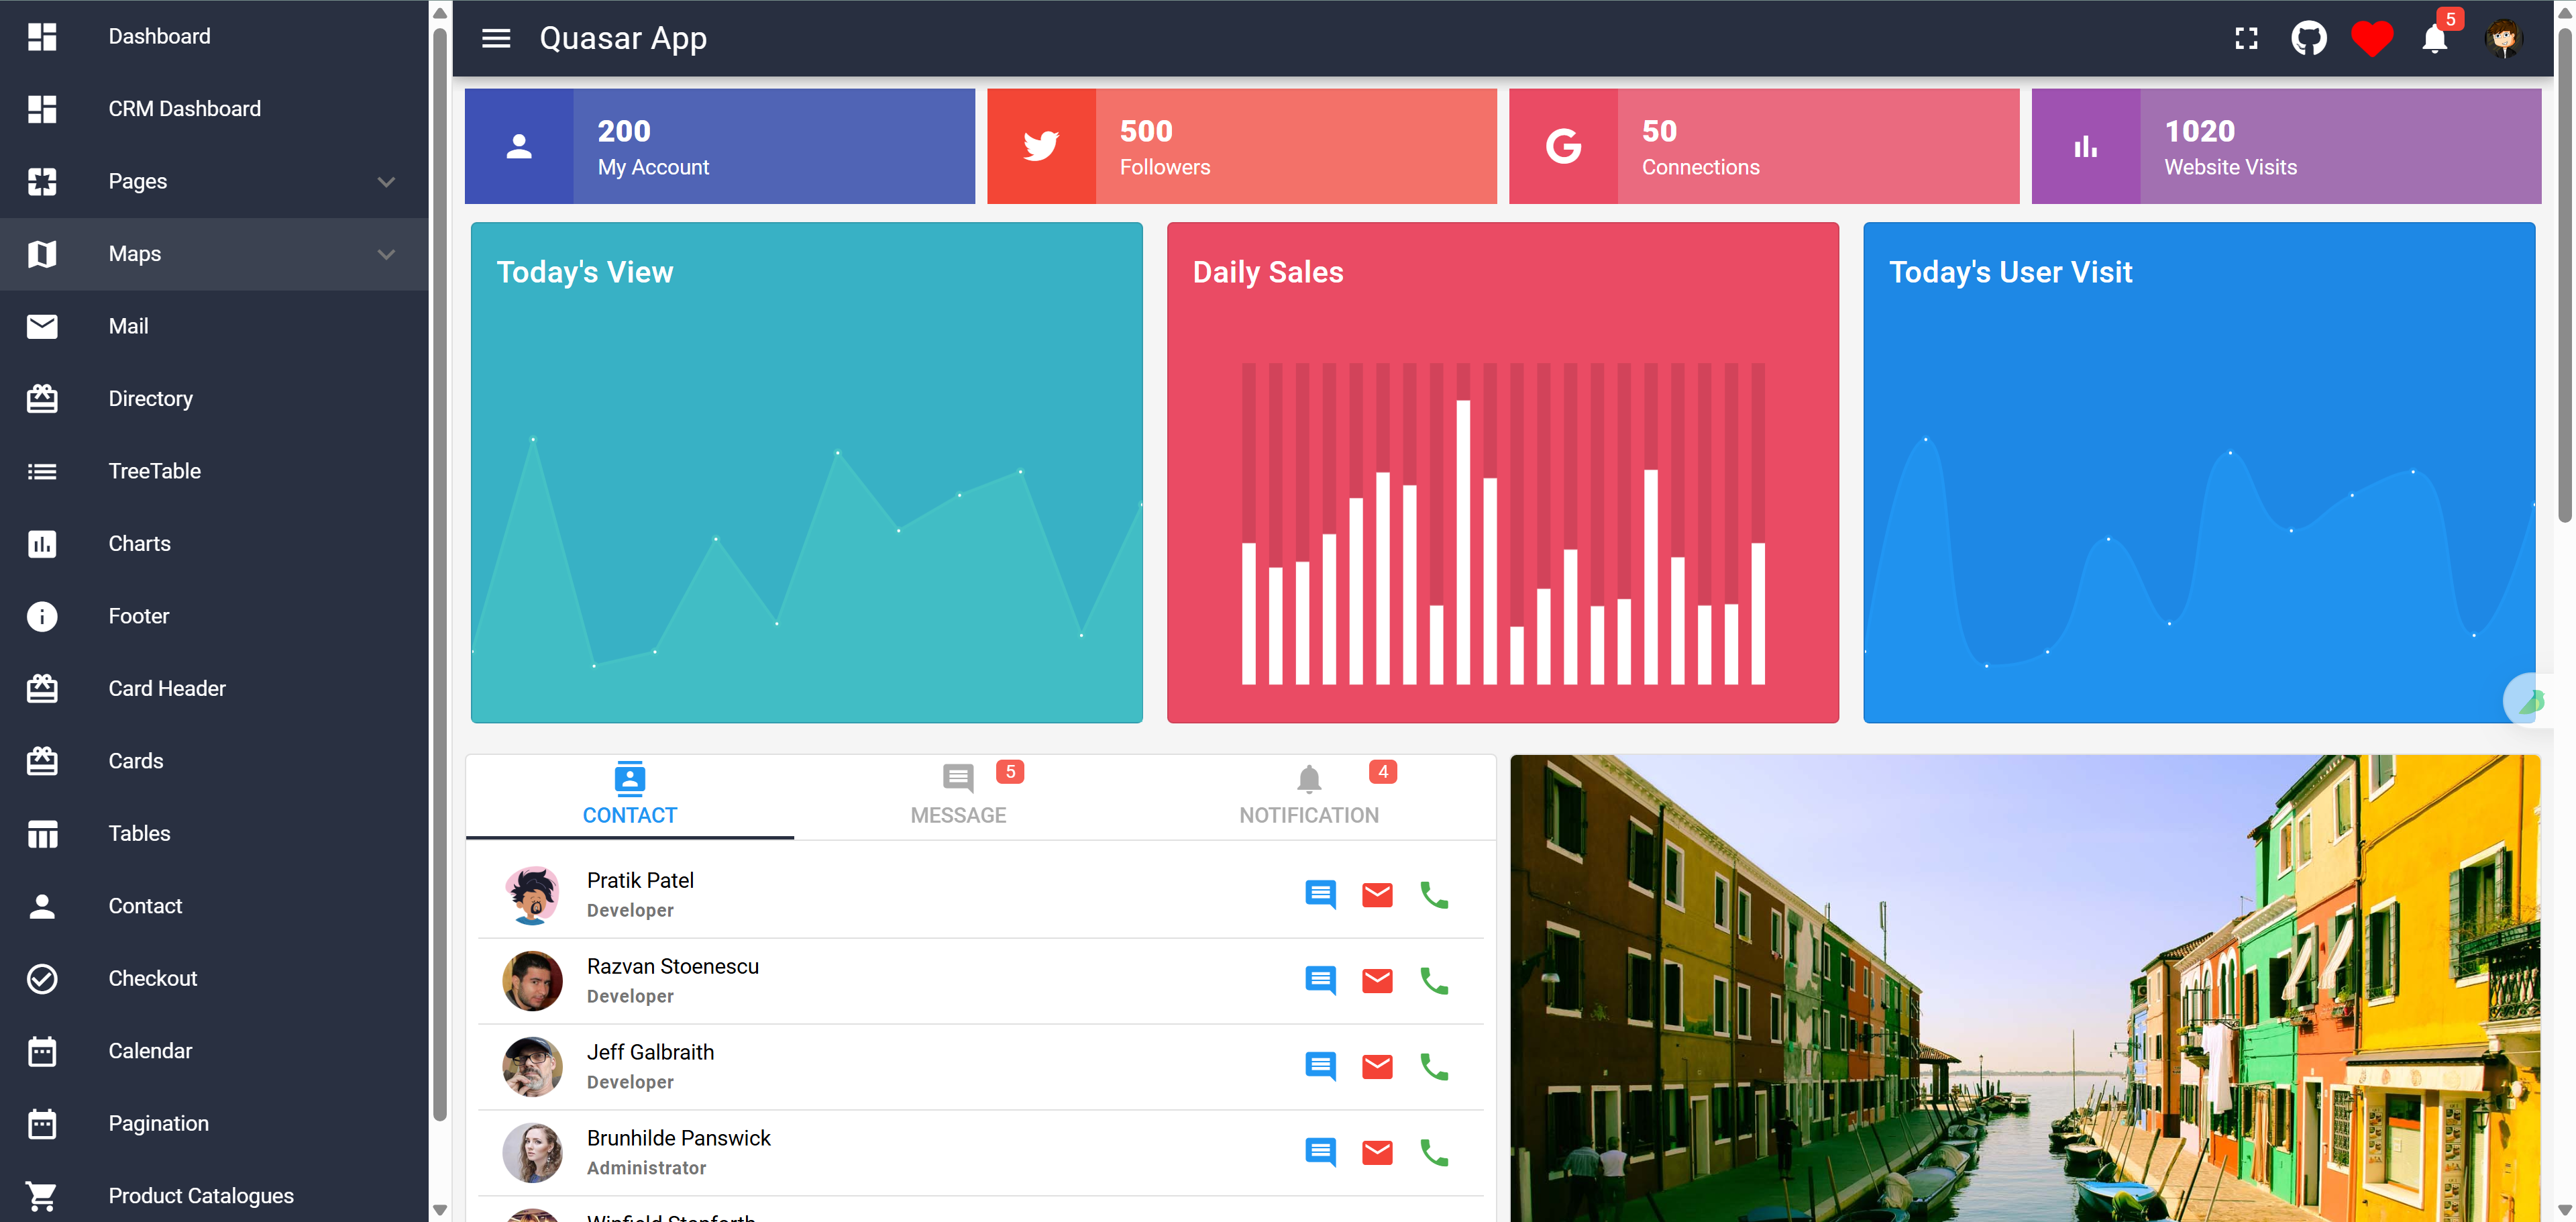 Dashboard
CRM Dashboard
Pages
Maps
Mail
Directory
TreeTable
Charts
Footer
Card Header
Cards
Tables
Contact
Checkout
Calendar
Pagination
Product Catalogues
Quasar App
5
200
My Account
500
Followers
50
Connections
1020
Website Visits
Today's View
Daily Sales
Today's User Visit
CONTACT
MESSAGE
5
NOTIFICATION
4
Pratik Patel
Developer
Razvan Stoenescu
Developer
Jeff Galbraith
Developer
Brunhilde Panswick
Administrator